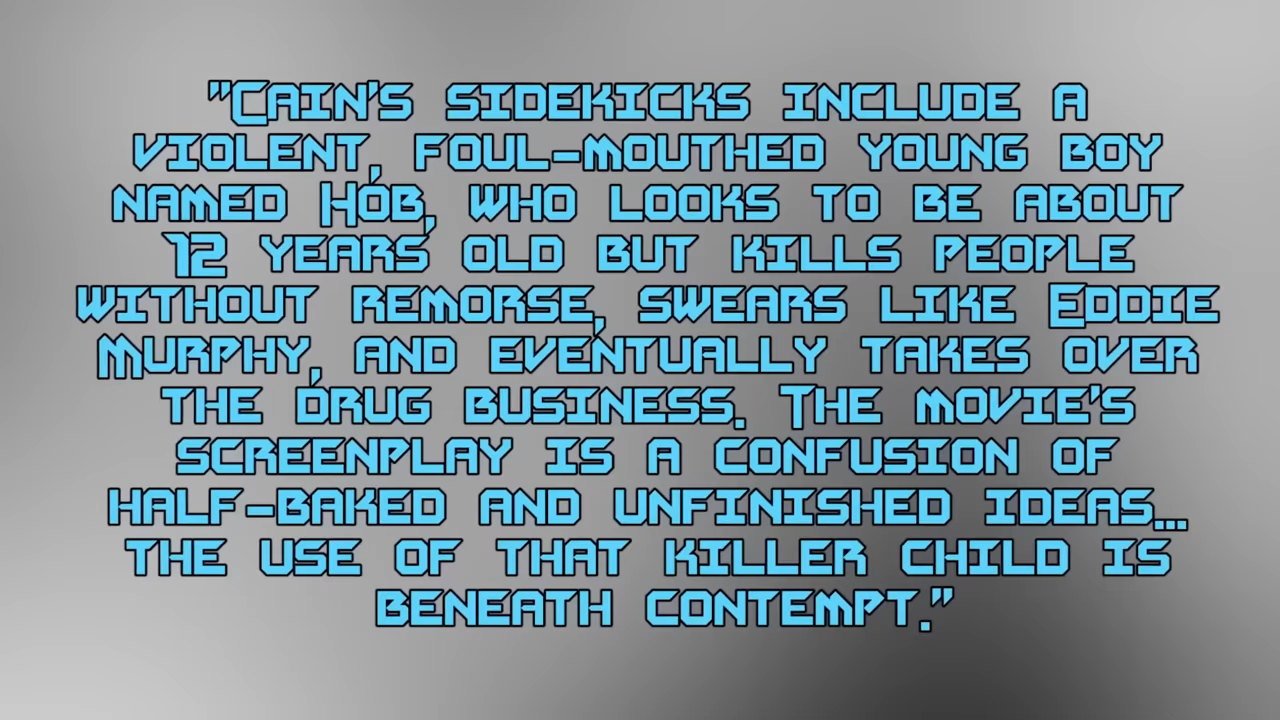 "Cain's sidekicks include a
violent, foul-mouthed young boy
named Hob, who looks to be about
12 years old but kills people
without remorse, swears like Eddie
Murphy, and eventually takes over
the drug business. The movie's
screenplay is a confusion of
half-baked and unfinished ideas...
the use of that killer child is
beneath contempt."